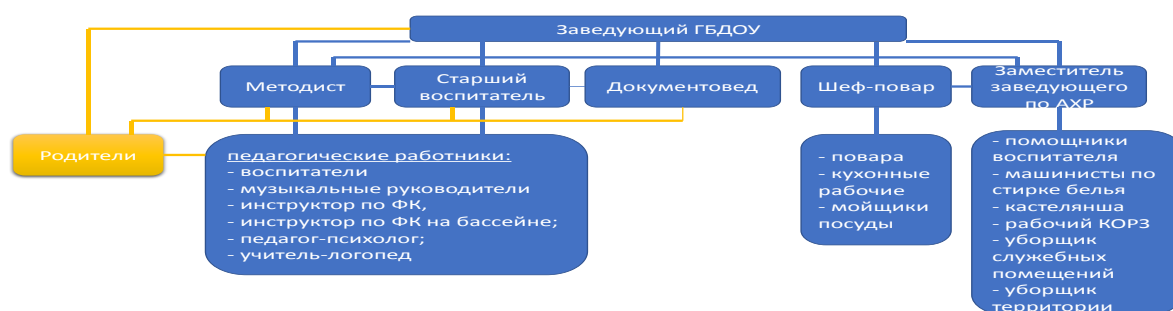 Заведующий ГБДОУ
Методист
Старший
воспитатель
Документовед
Шеф-повар
Заместитель
заведующего
по АХР
Родители
педагогические работники:
- воспитатели
- музыкальные руководители
- инструктор по ФК,
- инструктор по ФК на бассейне;
- педагог-психолог;
- учитель-логопед
- повара
- кухонные
рабочие
- мойщики
посуды
- помощники
воспитателя
- машинисты по
стирке белья
- кастелянша
- рабочий КОРЗ
- уборщик
служебных
помещений
- уборщик
территории